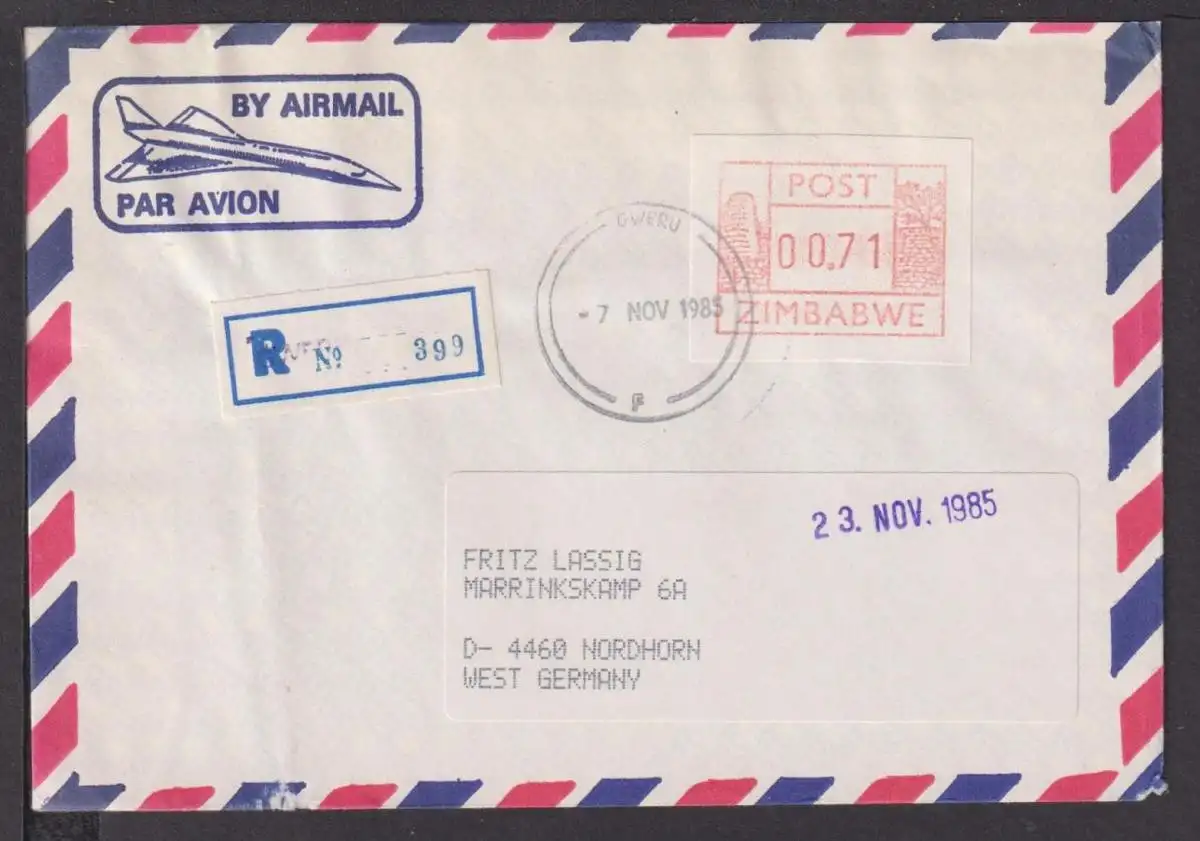 BY AIRMAIL
PAR AVION
POST
00.71
ZIMBABWE
GWERU
-7 NOV 1985
F
R Nº 399
23. NOV. 1985
FRITZ LASSIG
MARRINKSKAMP 6A
D- 4460 NORDHORN
WEST GERMANY